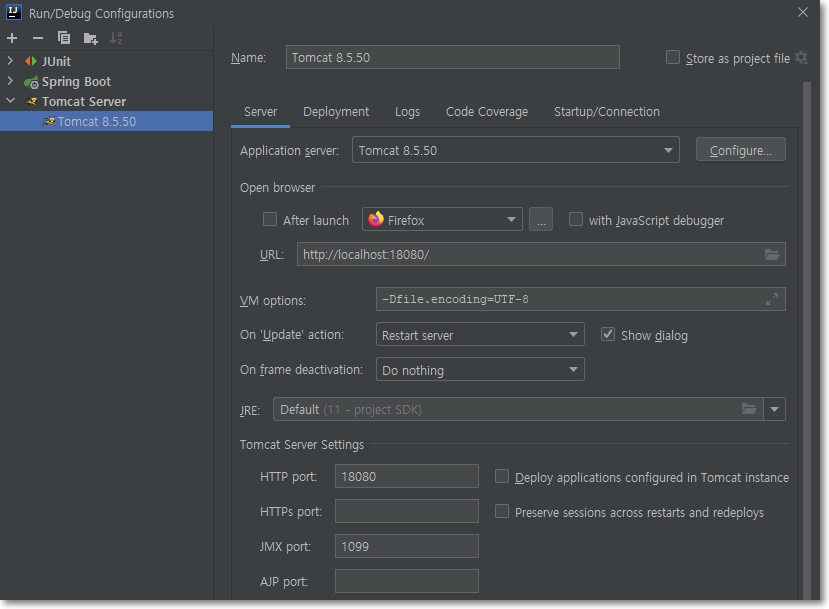 Run/Debug Configurations
JUnit
Spring Boot
Tomcat Server
Tomcat 8.5.50
Name: Tomcat 8.5.50 Store as project file
Server Deployment Logs Code Coverage Startup/Connection
Application server: Tomcat 8.5.50 Configure...
Open browser
After launch Firefox ... with JavaScript debugger
URL: http://localhost:18080/
VM options: -Dfile.encoding=UTF-8
On 'Update' action: Restart server Show dialog
On frame deactivation: Do nothing
JRE: Default (11 - project SDK)
Tomcat Server Settings
HTTP port: 18080 Deploy applications configured in Tomcat instance
HTTPs port: Preserve sessions across restarts and redeploys
JMX port: 1099
AJP port: